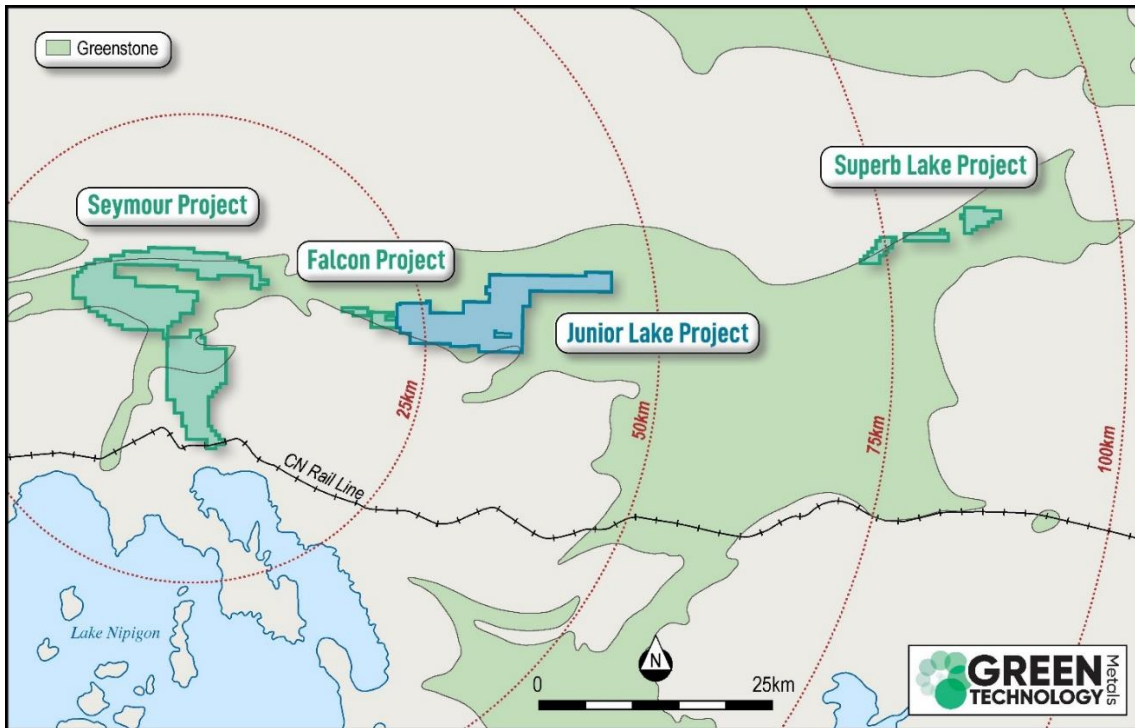 Greenstone
Superb Lake Project
Seymour Project
Falcon Project
Junior Lake Project
25km
50km
75km
100km
CN Rail Line
Lake Nipigon
N
0 25km
GREEN
TECHNOLOGY
Metals